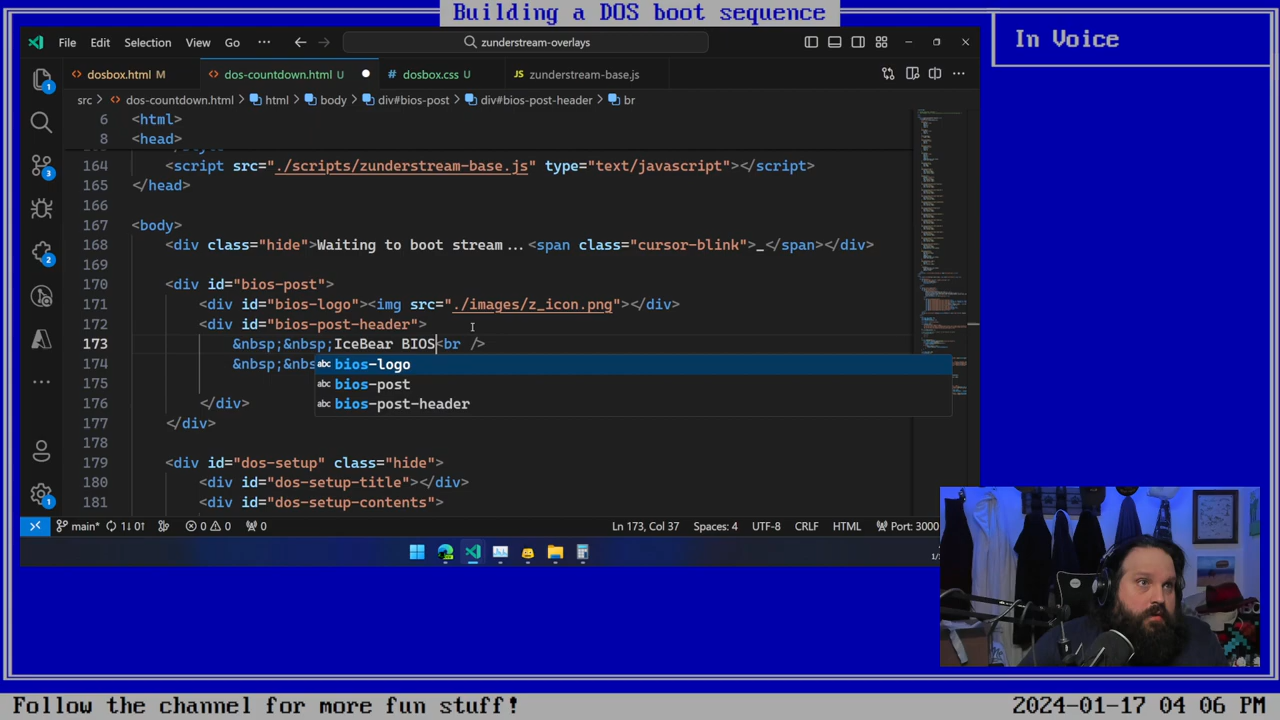 Building a DOS boot sequence
In Voice
File Edit Selection View Go ··· zunderstream-overlays
dosbox.html M dos-countdown.html U dosbox.css U JS zunderstream-base.js
src > dos-countdown.html > html > body > div#bios-post > div#bios-post-header > br
6 <html>
8 <head>
164 <script src="./scripts/zunderstream-base.js" type="text/javascript"></script>
165 </head>
166
167 <body>
168 <div class="hide">Waiting to boot stream...<span class="cursor-blink">_</span></div>
169
170 <div id="bios-post">
171 <div id="bios-logo"><img src="./images/z_icon.png"></div>
172 <div id="bios-post-header">
173 &nbsp;&nbsp;IceBear BIOS<br />
174 &nbsp;&nbs
abc bios-logo
175
abc bios-post
176 </div>
abc bios-post-header
177 </div>
178
179 <div id="dos-setup" class="hide">
180 <div id="dos-setup-title"></div>
181 <div id="dos-setup-contents">
1
3
2
1
main* 0 0 0 Ln 173, Col 37 Spaces: 4 UTF-8 CRLF HTML Port: 3000
Follow the channel for more fun stuff!
2024-01-17 04 06 PM